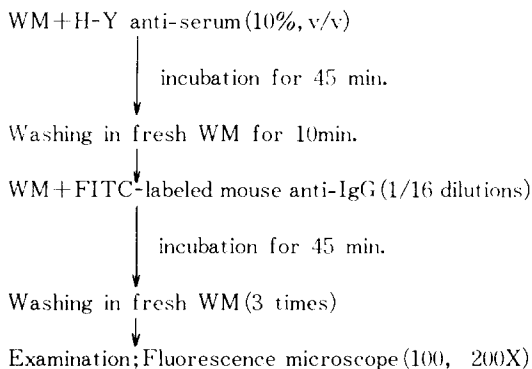 WM+H-Y anti-serum(10%, v/v)
incubation for 45 min.
Washing in fresh WM for 10min.
WM+FITC-labeled mouse anti-IgG(1/16 dilutions)
incubation for 45 min.
Washing in fresh WM(3 times)
Examination;Fluorescence microscope(100, 200X)